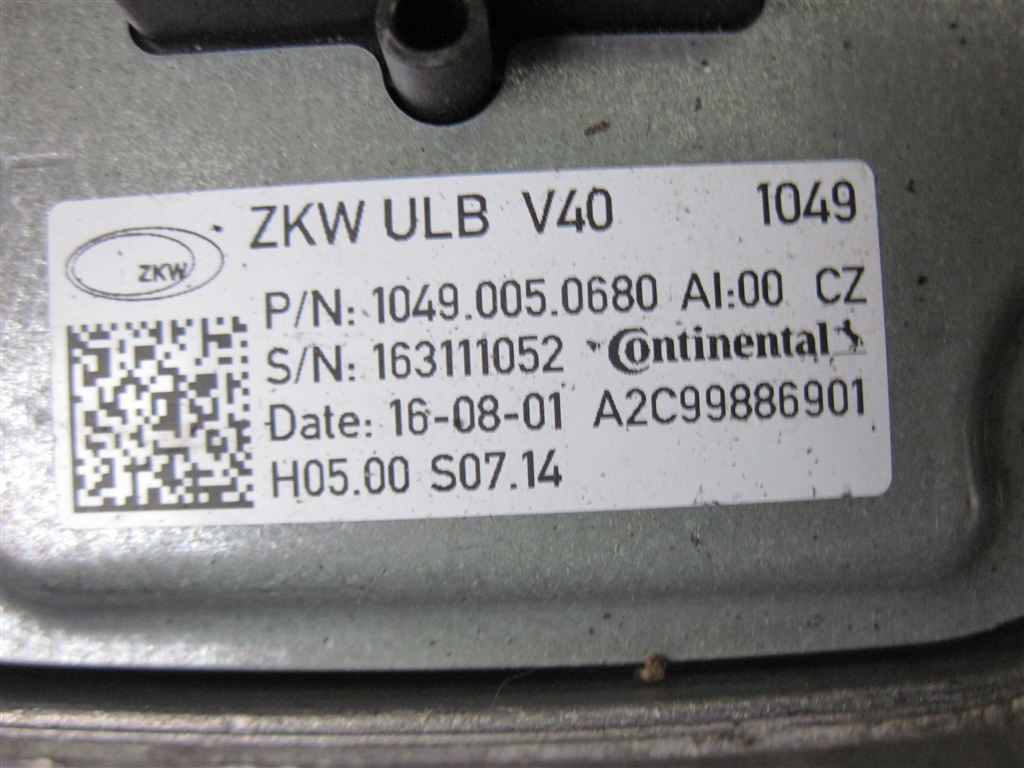 ZKW ULB V40 1049
ZKW
P/N: 1049.005.0680 AI:00 CZ
S/N: 163111052 Continental
Date: 16-08-01 A2C99886901
H05.00 S07.14